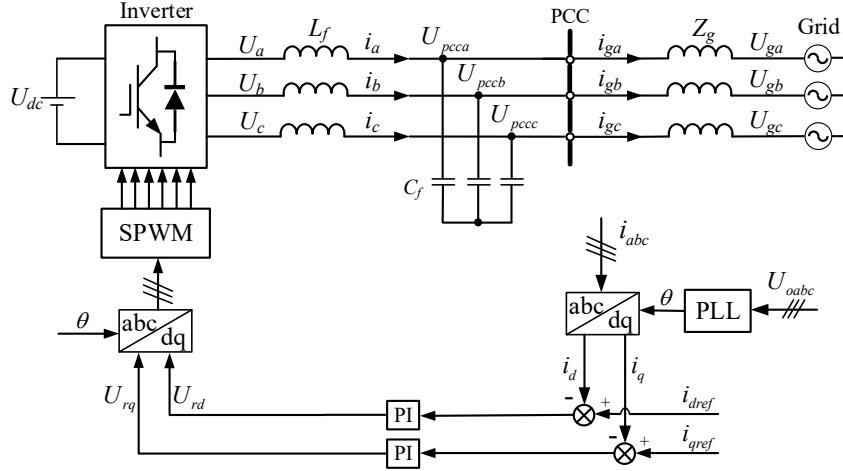 Inverter
PCC
L_f
Z_g
Grid
U_a
i_a
U_pcca
i_ga
U_ga
U_dc
U_b
i_b
U_pccb
i_gb
U_gb
U_c
i_c
U_pccc
i_gc
U_gc
C_f
SPWM
i_abc
U_oabc
θ
abc
dq
abc
dq
θ
PLL
i_d
i_q
U_rq
U_rd
PI
-
+
i_dref
PI
-
+
i_qref